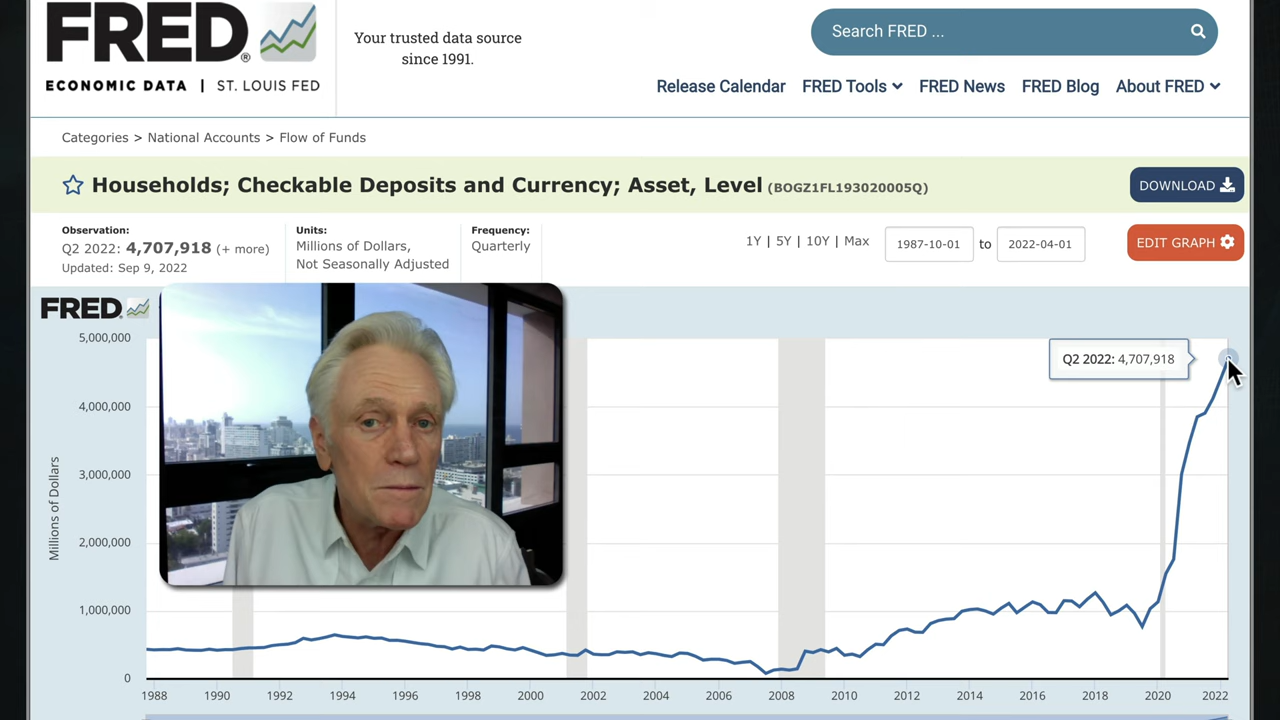 FRED®
ECONOMIC DATA | ST. LOUIS FED
Your trusted data source
since 1991.
Search FRED ...
Release Calendar FRED Tools FRED News FRED Blog About FRED
Categories > National Accounts > Flow of Funds
Households; Checkable Deposits and Currency; Asset, Level (BOGZ1FL193020005Q)
DOWNLOAD
Observation:
Q2 2022: 4,707,918 (+ more)
Updated: Sep 9, 2022
Units:
Millions of Dollars,
Not Seasonally Adjusted
Frequency:
Quarterly
1Y | 5Y | 10Y | Max
1987-10-01 to 2022-04-01
EDIT GRAPH
FRED
Q2 2022: 4,707,918
Millions of Dollars
5,000,000
4,000,000
3,000,000
2,000,000
1,000,000
0
1988 1990 1992 1994 1996 1998 2000 2002 2004 2006 2008 2010 2012 2014 2016 2018 2020 2022